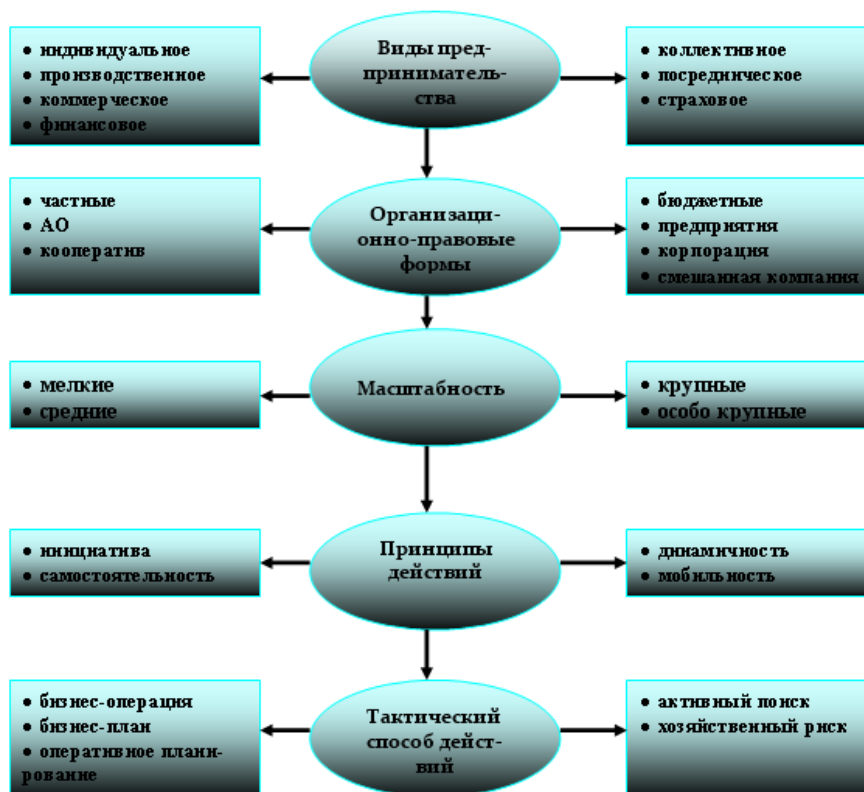 • индивидуальное
• производственное
• коммерческое
• финансовое
Виды пред-
приниматель-
ства
• коллективное
• посредническое
• страховое
• частные
• АО
• кооператив
Организаци-
онно-правовые
формы
• бюджетные
• предприятия
• корпорация
• смешанная компания
• мелкие
• средние
Масштабность
• крупные
• особо крупные
• инициатива
• самостоятельность
Принципы
действий
• динамичность
• мобильность
• бизнес-операция
• бизнес-план
• оперативное плани-
рование
Тактический
способ дейст-
вий
• активный поиск
• хозяйственный риск